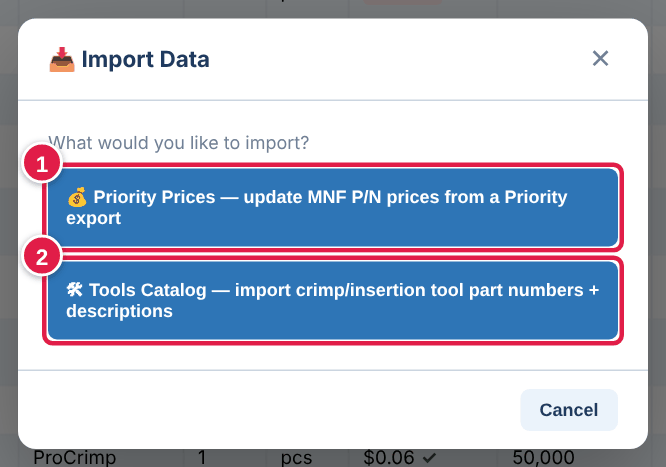 📥 Import Data ✕
What would you like to import?
1
💰 Priority Prices — update MNF P/N prices from a Priority
export
2
🛠 Tools Catalog — import crimp/insertion tool part numbers +
descriptions
Cancel
ProCrimp 1 pcs $0.06 ✓ 50,000